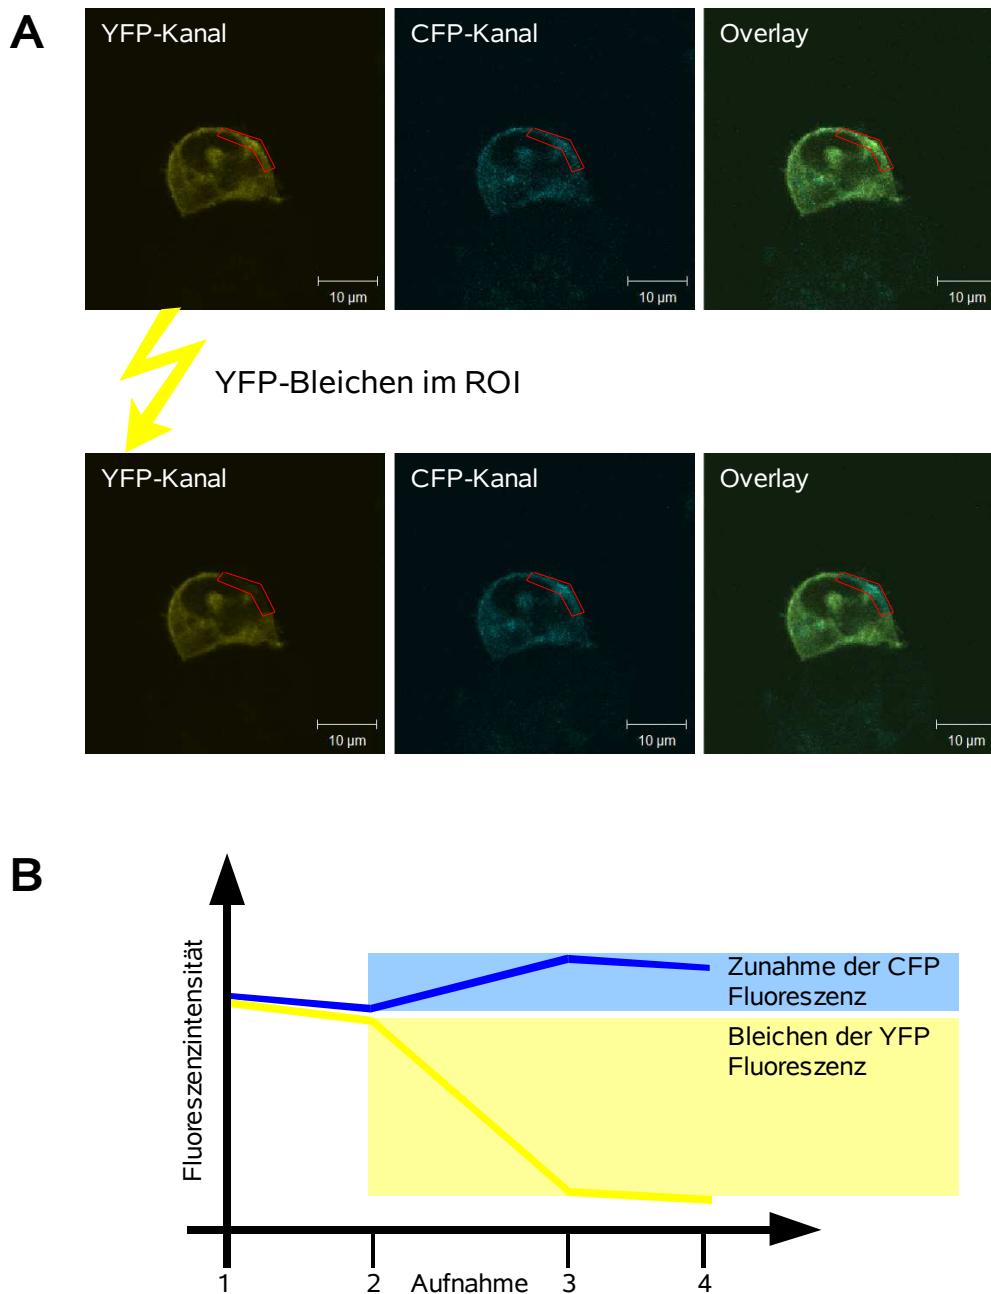 A
YFP-Kanal
CFP-Kanal
Overlay
10 µm
10 µm
10 µm
YFP-Bleichen im ROI
YFP-Kanal
CFP-Kanal
Overlay
10 µm
10 µm
10 µm
B
Fluoreszenzintensität
Zunahme der CFP
Fluoreszenz
Bleichen der YFP
Fluoreszenz
1 2 Aufnahme 3 4